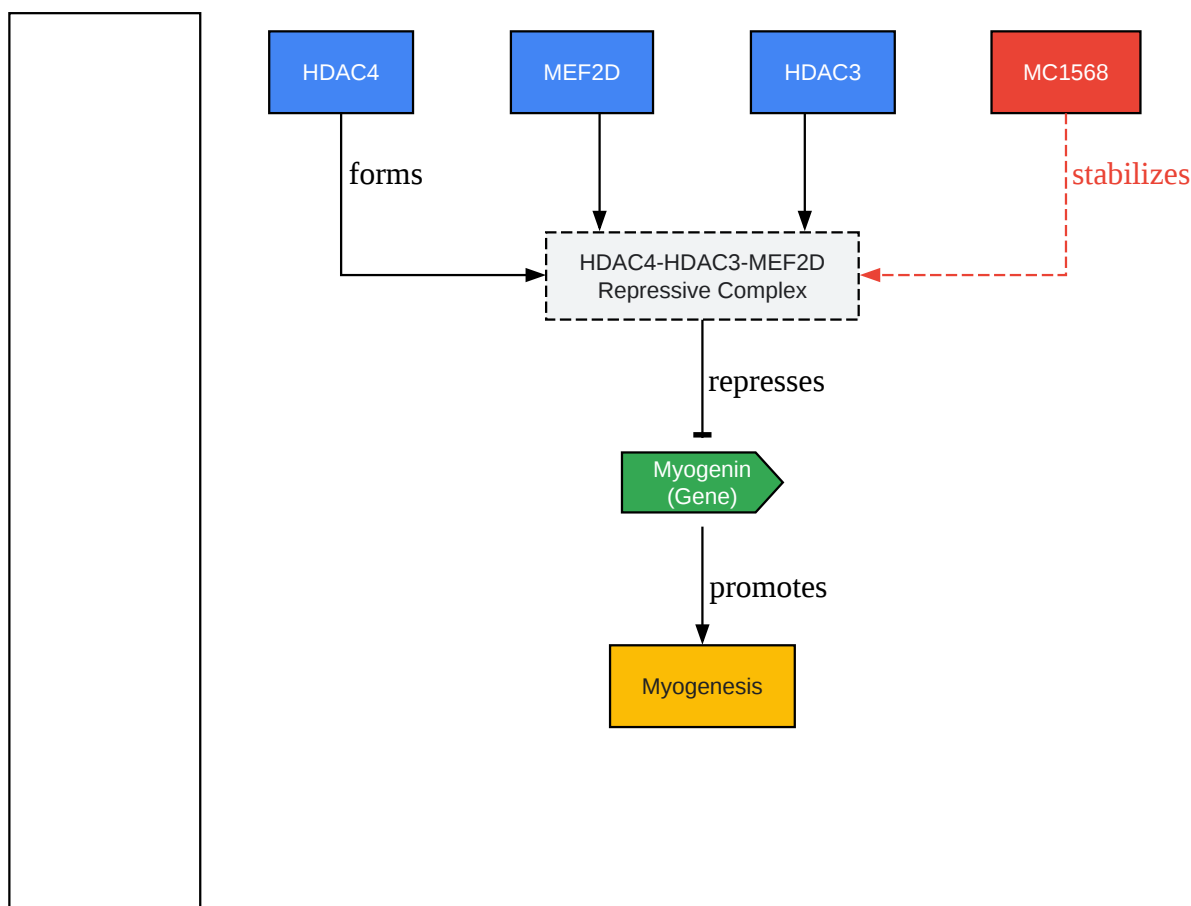 HDAC4
MEF2D
HDAC3
MC1568
forms
stabilizes
HDAC4-HDAC3-MEF2D
Repressive Complex
represses
Myogenin
(Gene)
promotes
Myogenesis